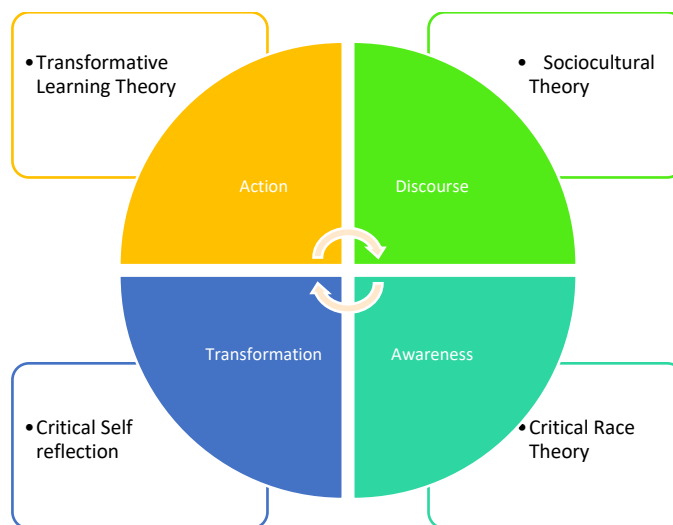 •Transformative
Learning Theory
• Sociocultural
Theory
Action
Discourse
Transformation
Awareness
•Critical Self
reflection
•Critical Race
Theory